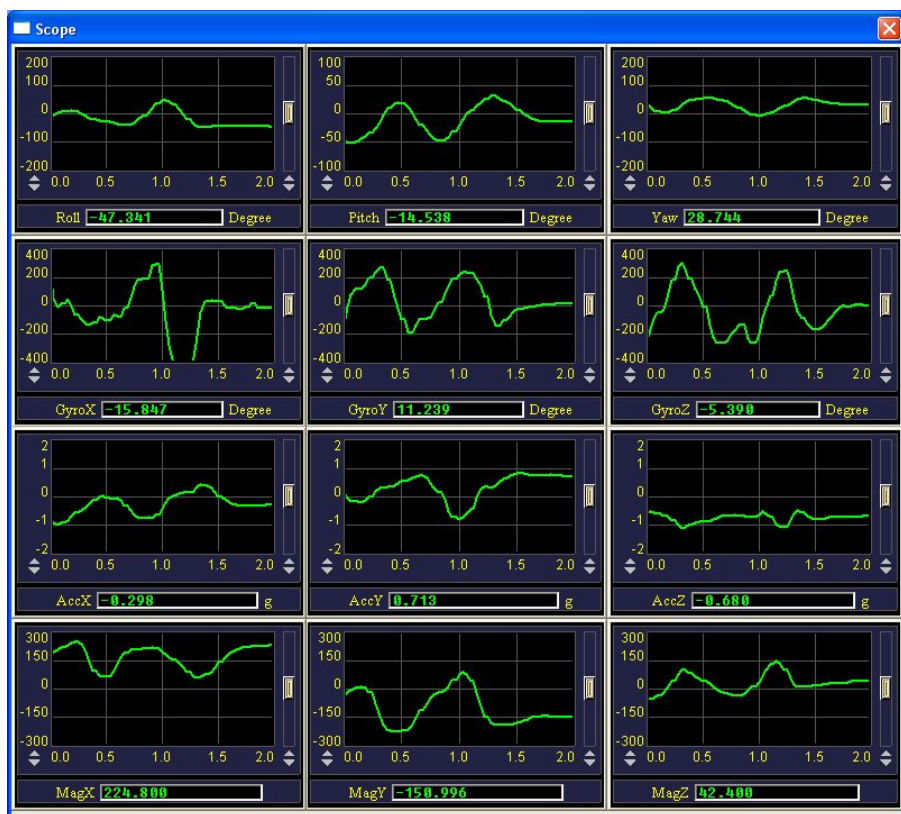 Scope
200 100 200
100 50 100
0 0 0
-100 -50 -100
-200 -100 -200
0.0 0.5 1.0 1.5 2.0 0.0 0.5 1.0 1.5 2.0 0.0 0.5 1.0 1.5 2.0
Roll -47.341 Degree Pitch -14.538 Degree Yaw 28.744 Degree
400 400 400
200 200 200
0 0 0
-200 -200 -200
-400 -400 -400
0.0 0.5 1.0 1.5 2.0 0.0 0.5 1.0 1.5 2.0 0.0 0.5 1.0 1.5 2.0
GyroX -15.847 Degree GyroY 11.239 Degree GyroZ -5.390 Degree
2 2 2
1 1 1
0 0 0
-1 -1 -1
-2 -2 -2
0.0 0.5 1.0 1.5 2.0 0.0 0.5 1.0 1.5 2.0 0.0 0.5 1.0 1.5 2.0
AccX -0.298 g AccY 0.713 g AccZ -0.680 g
300 300 300
150 150 150
0 0 0
-150 -150 -150
-300 -300 -300
0.0 0.5 1.0 1.5 2.0 0.0 0.5 1.0 1.5 2.0 0.0 0.5 1.0 1.5 2.0
MagX 224.800 MagY -150.996 MagZ 42.400